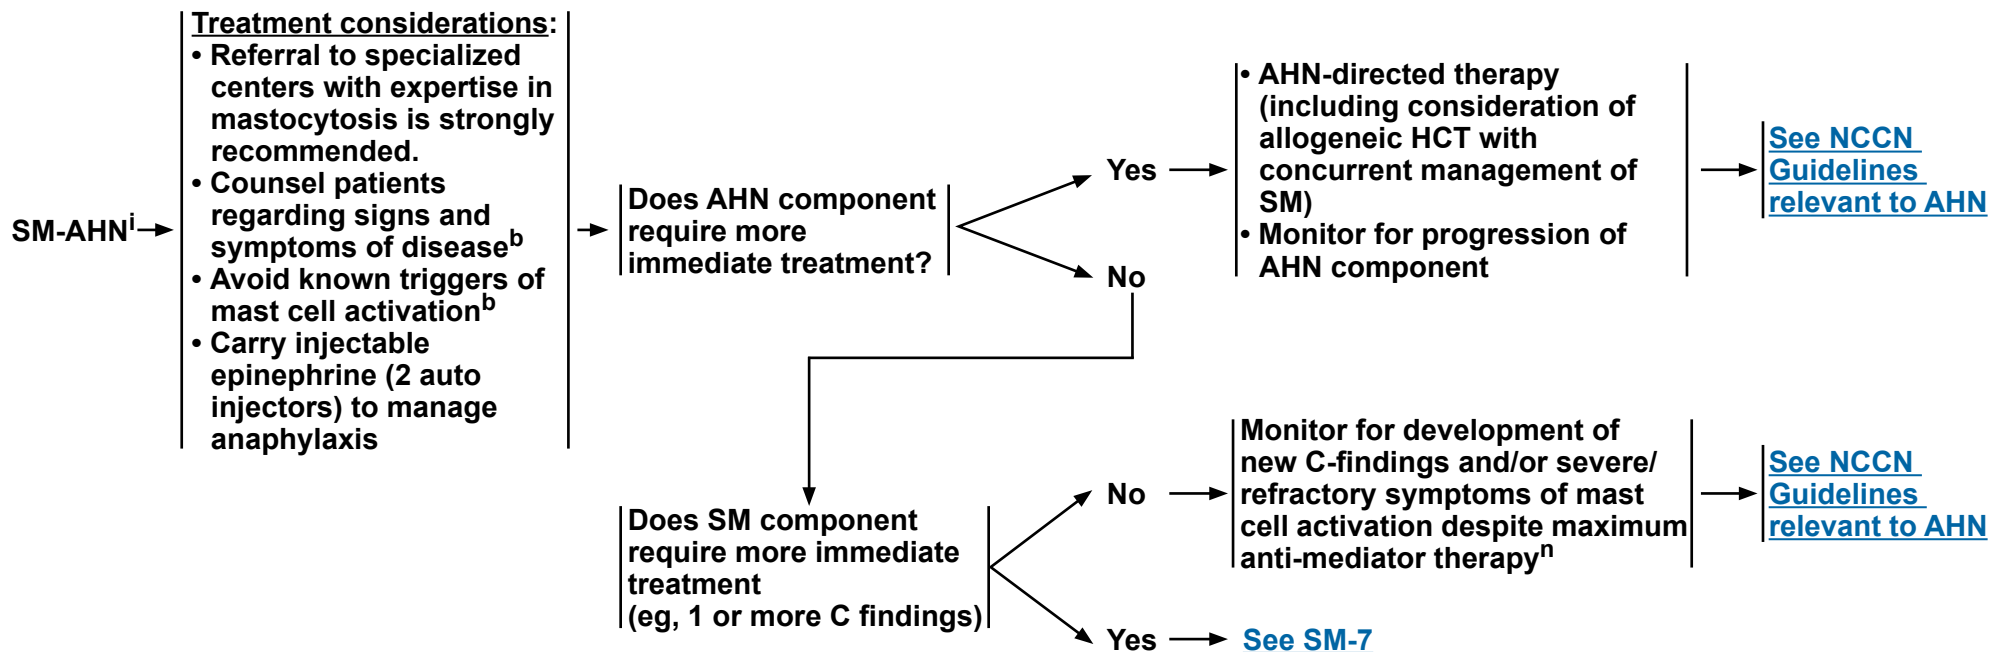 SM-AHNi
Treatment considerations:
• Referral to specialized
centers with expertise in
mastocytosis is strongly
recommended.
• Counsel patients
regarding signs and
symptoms of diseaseb
• Avoid known triggers of
mast cell activationb
• Carry injectable
epinephrine (2 auto
injectors) to manage
anaphylaxis
Does AHN component
require more
immediate treatment?
Yes
• AHN-directed therapy
(including consideration of
allogeneic HCT with
concurrent management of
SM)
• Monitor for progression of
AHN component
See NCCN
Guidelines
relevant to AHN
No
Does SM component
require more immediate
treatment
(eg, 1 or more C findings)
No
Monitor for development of
new C-findings and/or severe/
refractory symptoms of mast
cell activation despite maximum
anti-mediator therapyn
See NCCN
Guidelines
relevant to AHN
Yes
See SM-7